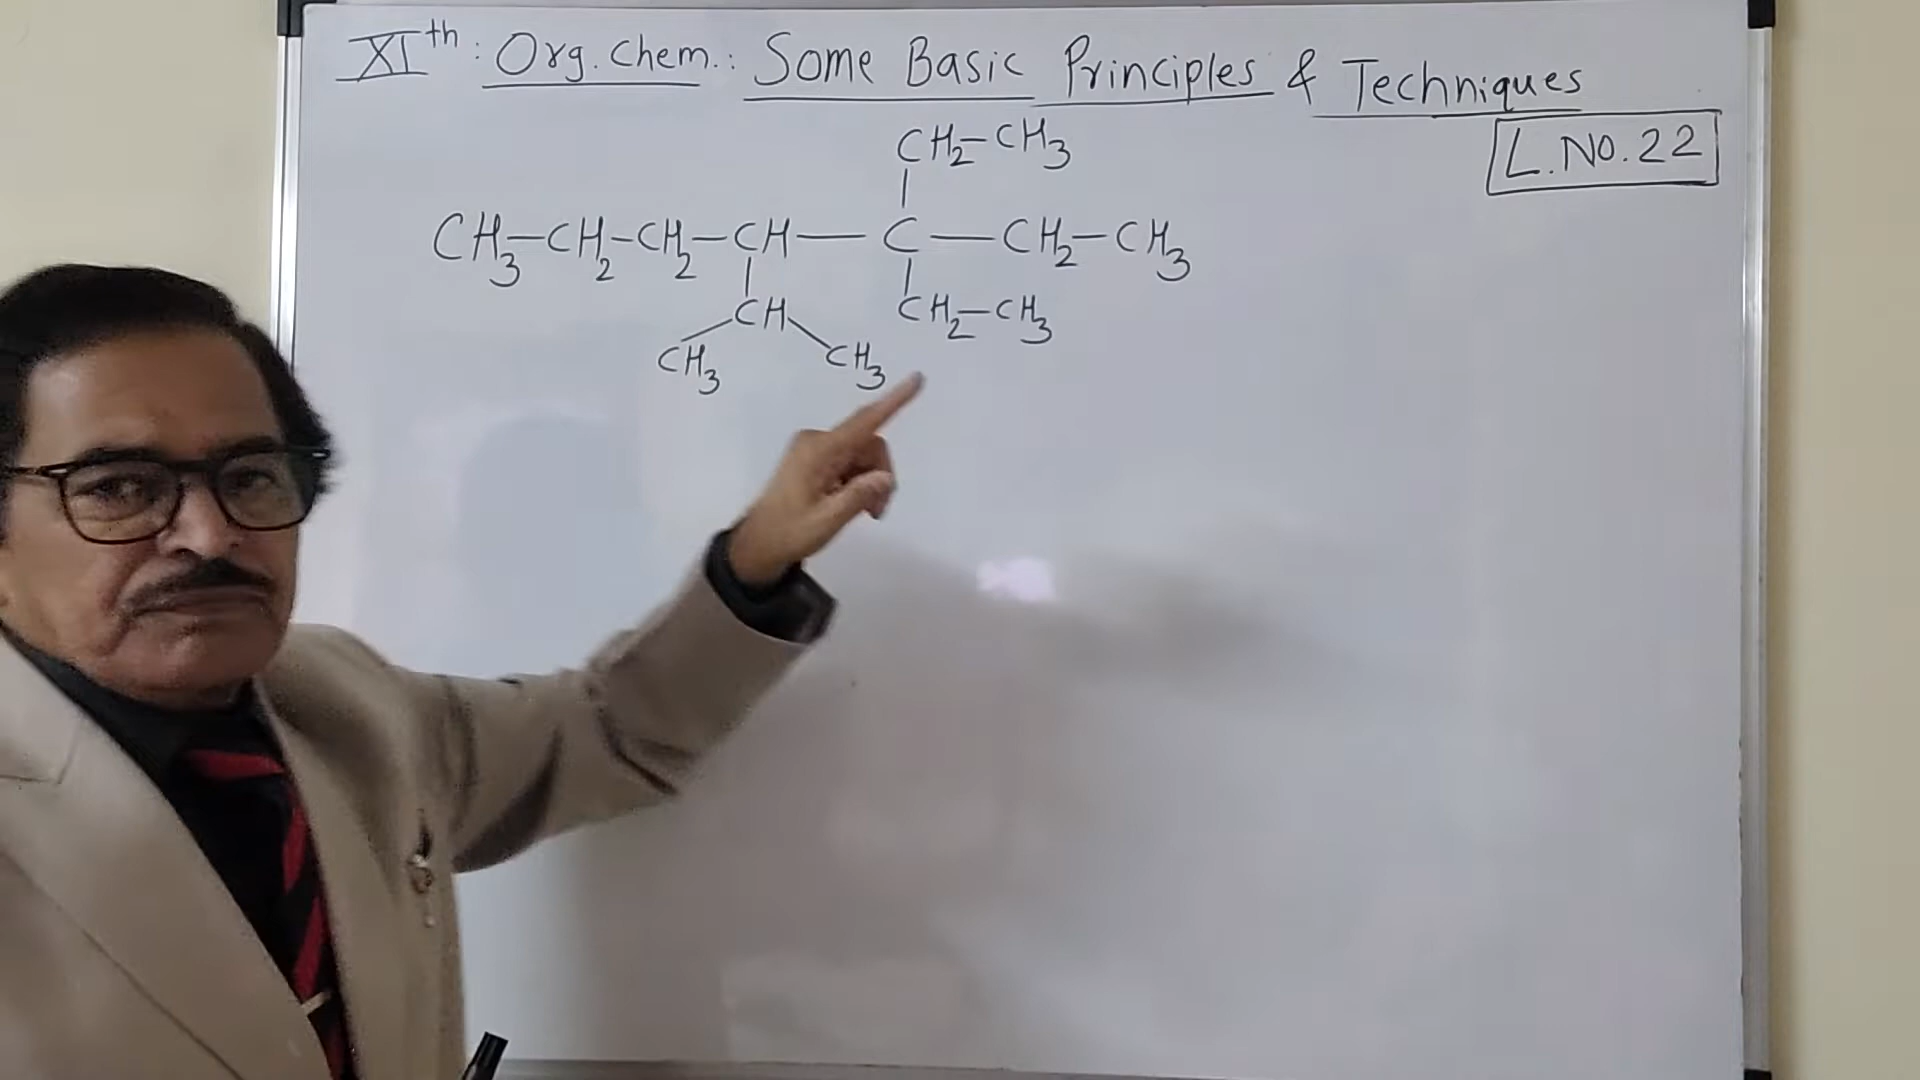 XIth : Org. Chem. : Some Basic Principles & Techniques
L. No. 22
CH2-CH3
CH3-CH2-CH2-CH-C-CH2-CH3
CH CH2-CH3
CH3 CH3